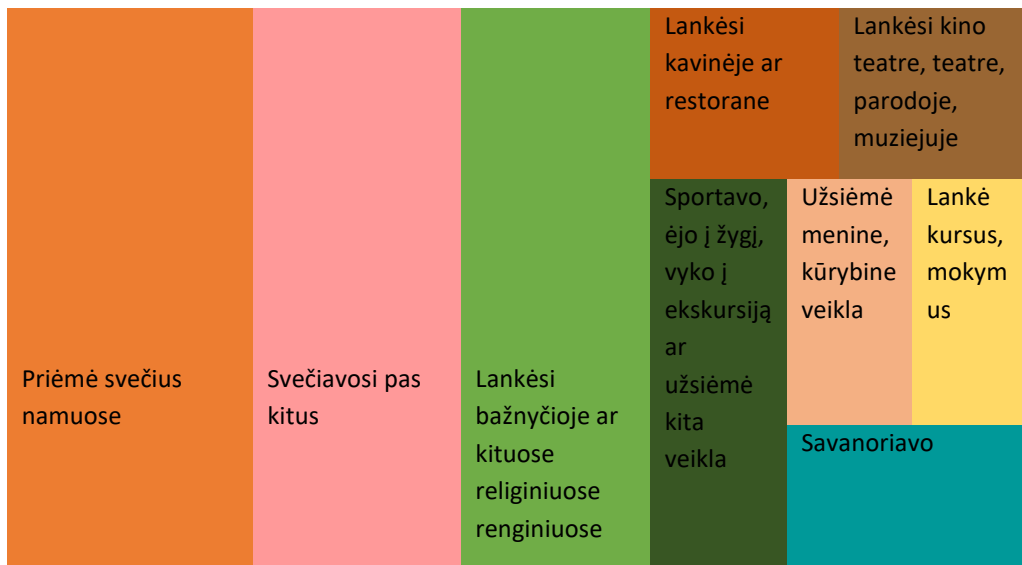 Priėmė svečius
namuose
Svečiavosi pas
kitus
Lankėsi
bažnyčioje ar
kituose
religiniuose
renginiuose
Lankėsi
kavinėje ar
restorane
Lankėsi kino
teatre, teatre,
parodoje,
muziejuje
Sportavo,
ėjo į žygį,
vyko į
ekskursiją
ar
užsiėmė
kita
veikla
Užsiėmė
menine,
kūrybine
veikla
Lankė
kursus,
mokym
us
Savanoriavo